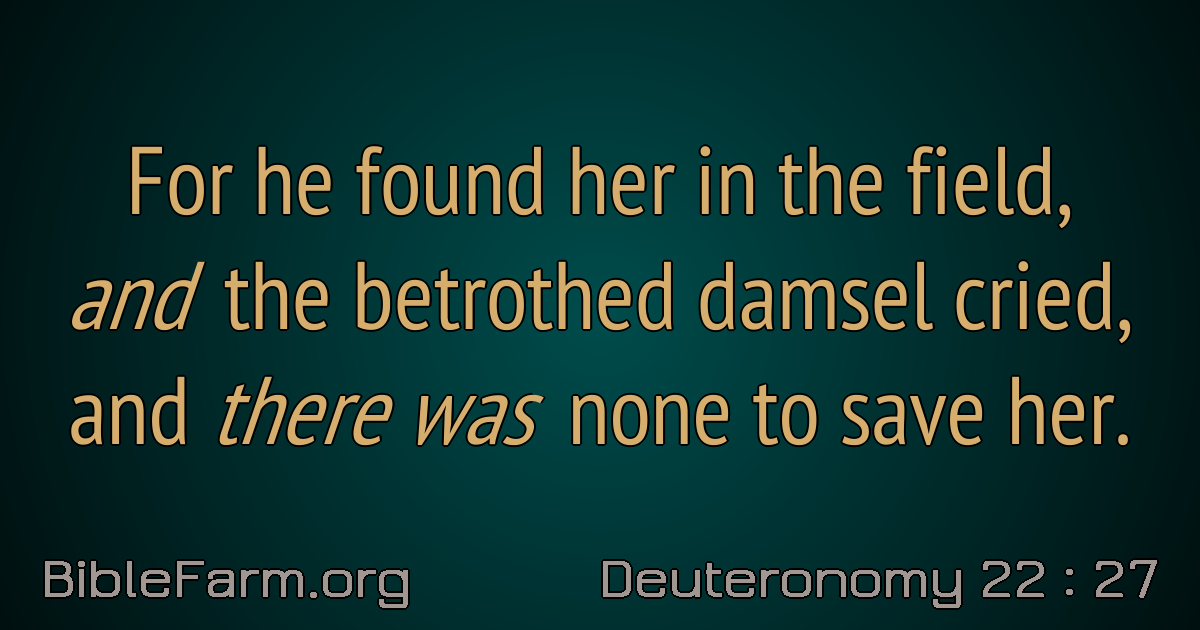 For he found her in the field,
and the betrothed damsel cried,
and there was none to save her.
BibleFarm.org
Deuteronomy 22 : 27